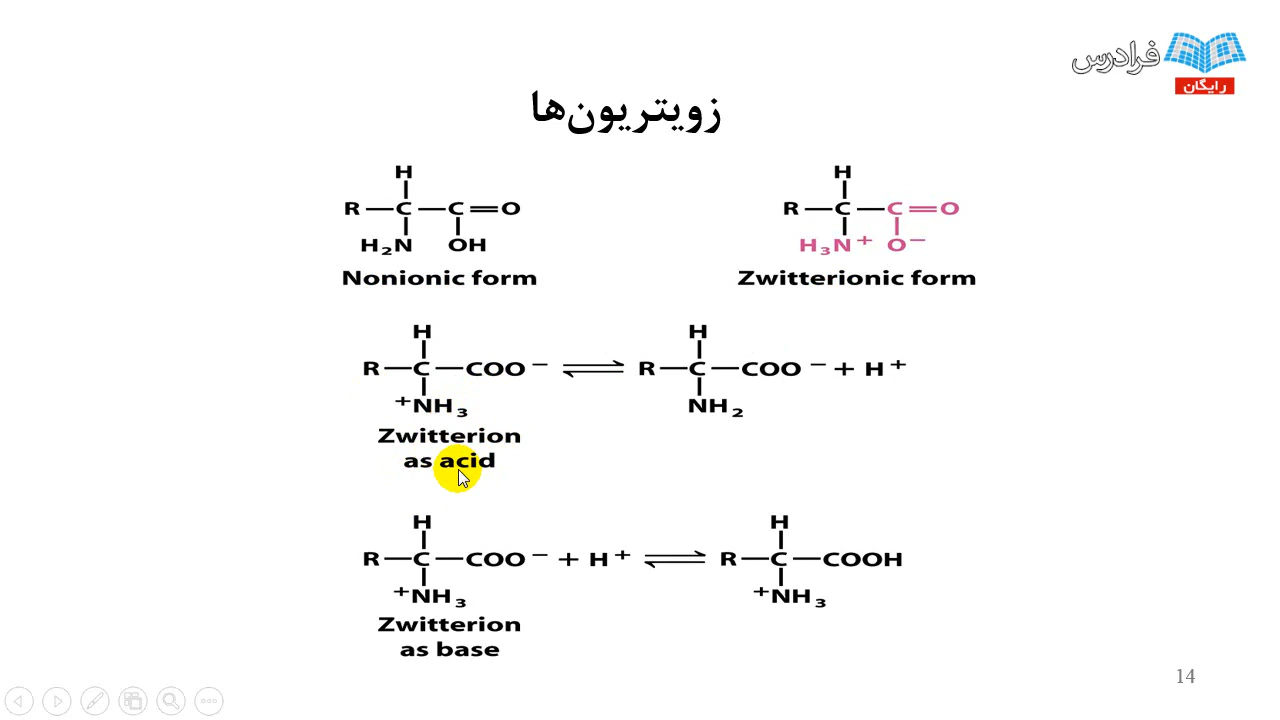 فرادرس
رایگان
زویتریون‌ها
H H
R—C—C=O R—C—C=O
H₂N OH H₃N⁺ O⁻
Nonionic form Zwitterionic form
H H
R—C—COO⁻ ⇌ R—C—COO⁻ + H⁺
⁺NH₃ NH₂
Zwitterion
as acid
H H
R—C—COO⁻ + H⁺ ⇌ R—C—COOH
⁺NH₃ ⁺NH₃
Zwitterion
as base
14